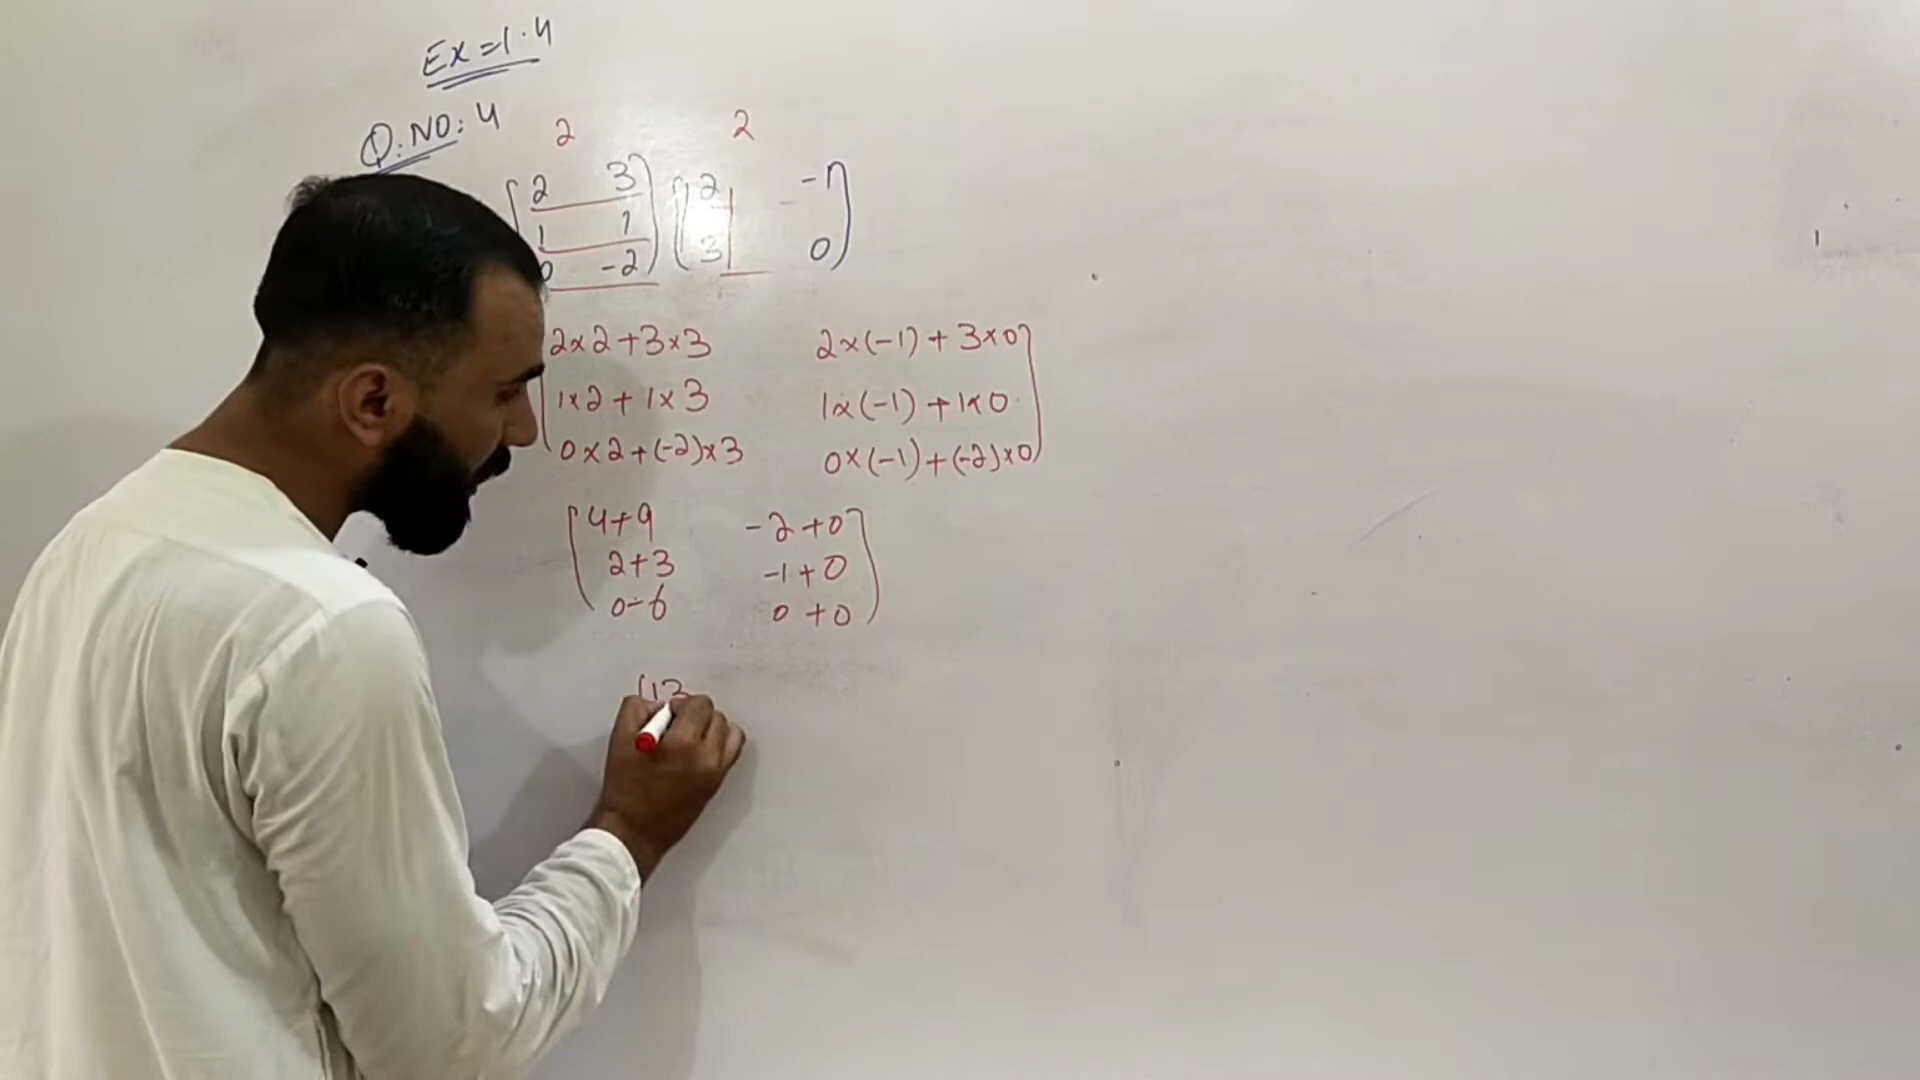 Ex = 1.4
Q.NO: 4
2 2
[2 3] [2 -1]
1 1
0 -2 3 0
2×2+3×3 2×(-1)+3×0
1×2+1×3 1×(-1)+1×0
0×2+(-2)×3 0×(-1)+(-2)×0
[4+9 -2+0]
2+3 -1+0
0-6 0+0
[13